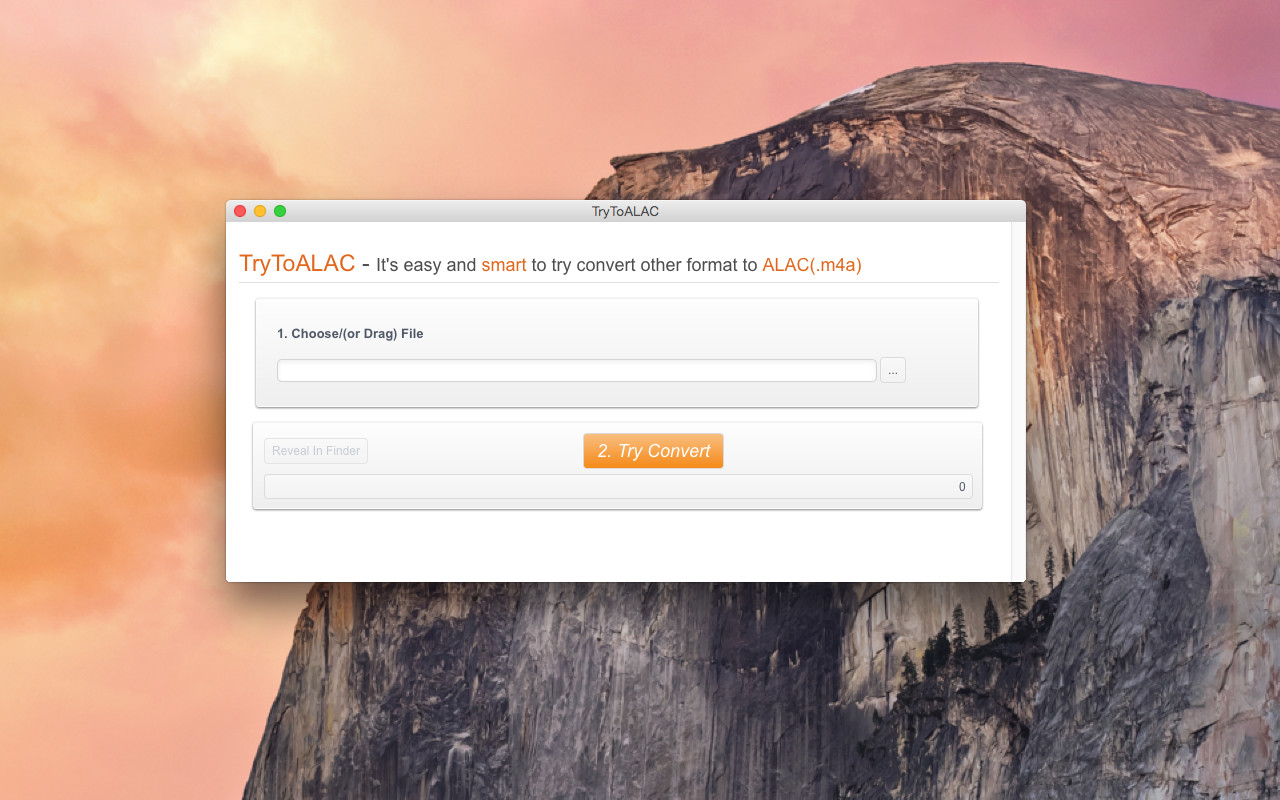 TryToALAC
TryToALAC - It's easy and smart to try convert other format to ALAC(.m4a)
1. Choose/(or Drag) File
...
Reveal In Finder
2. Try Convert
0